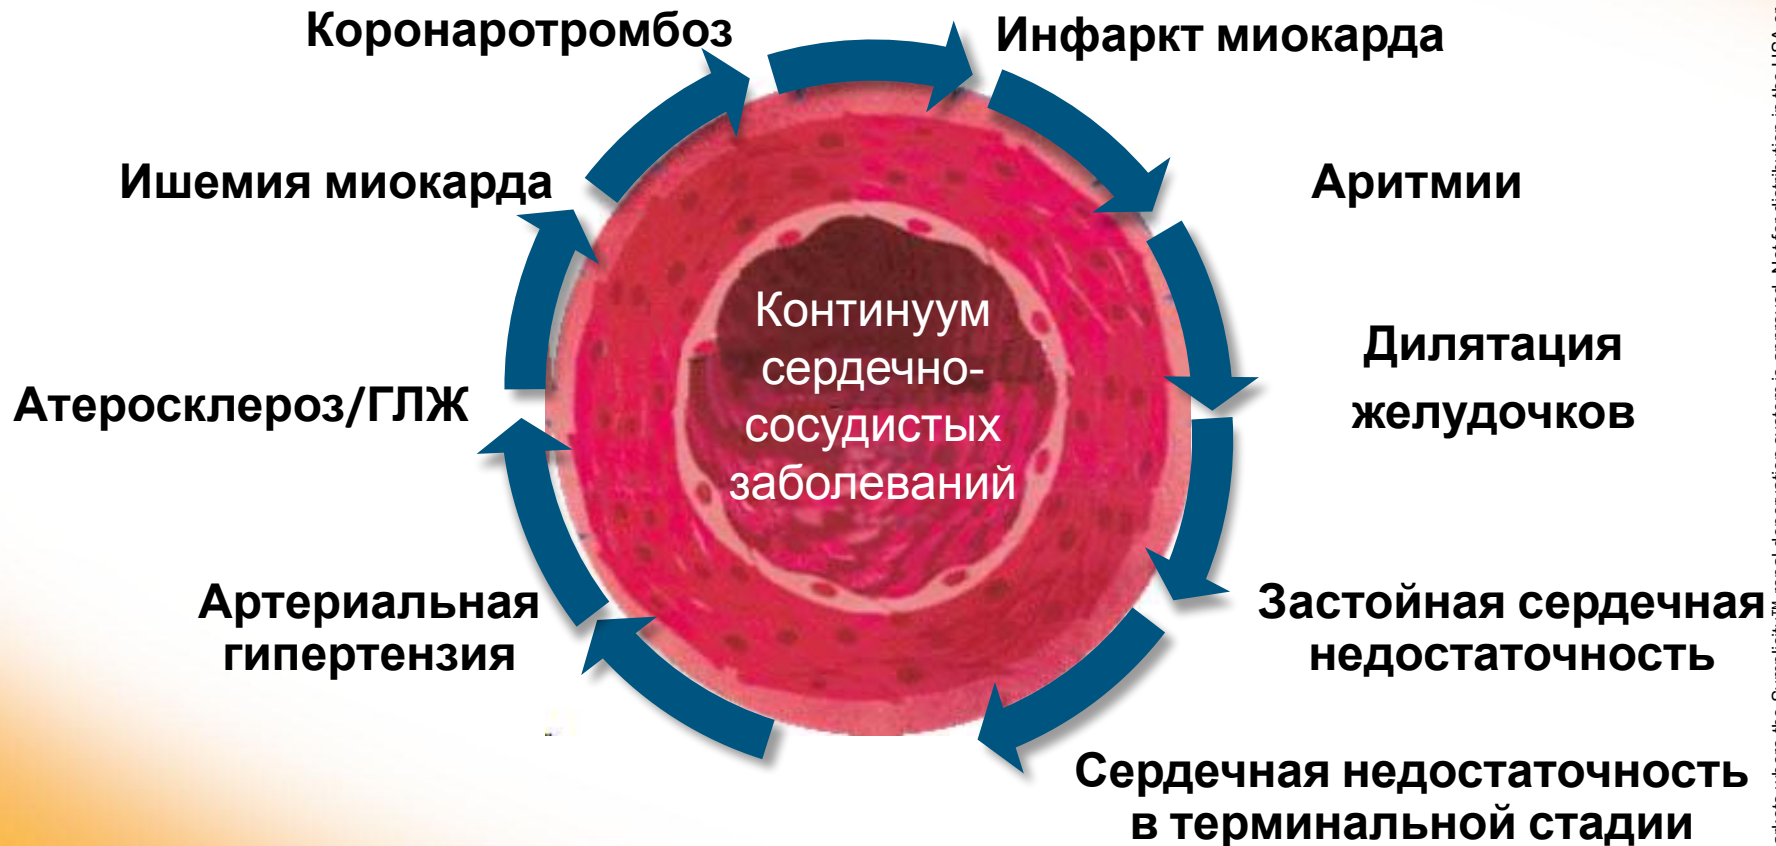 Коронаротромбоз
Инфаркт миокарда
Ишемия миокарда
Аритмии
Континуум
сердечно-
сосудистых
заболеваний
Дилятация
желудочков
Атеросклероз/ГЛЖ
Артериальная
гипертензия
Застойная сердечная
недостаточность
Сердечная недостаточность
в терминальной стадии